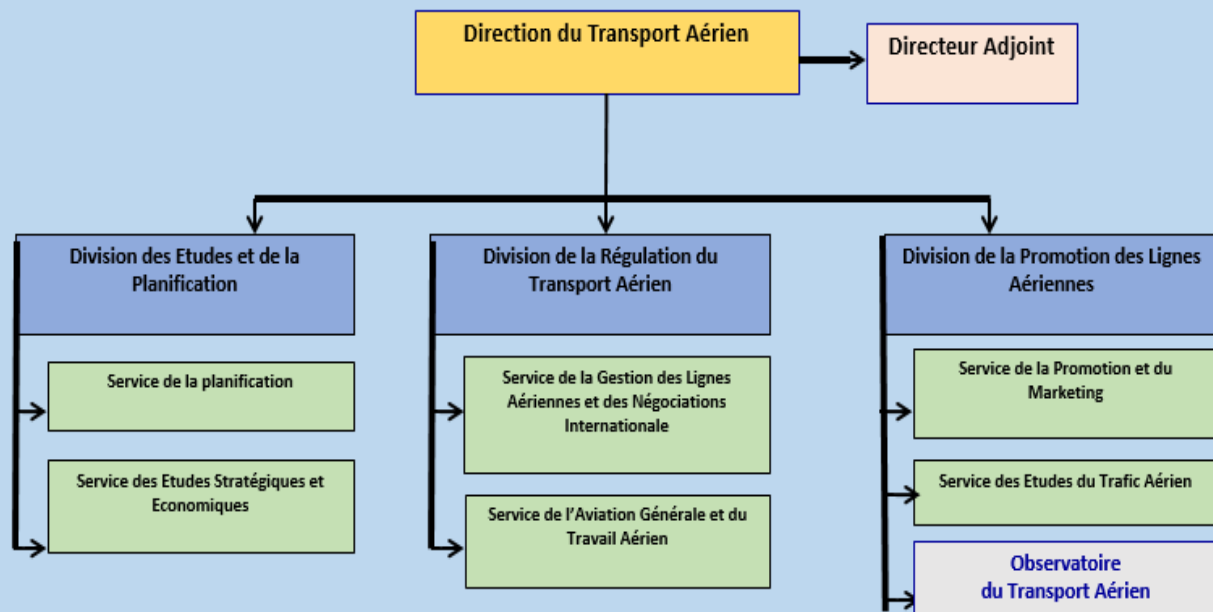 Direction du Transport Aérien
Directeur Adjoint
Division des Etudes et de la
Planification
Service de la planification
Service des Etudes Stratégiques et
Economiques
Division de la Régulation du
Transport Aérien
Service de la Gestion des Lignes
Aériennes et des Négociations
Internationale
Service de l’Aviation Générale et du
Travail Aérien
Division de la Promotion des Lignes
Aériennes
Service de la Promotion et du
Marketing
Service des Etudes du Trafic Aérien
Observatoire
du Transport Aérien